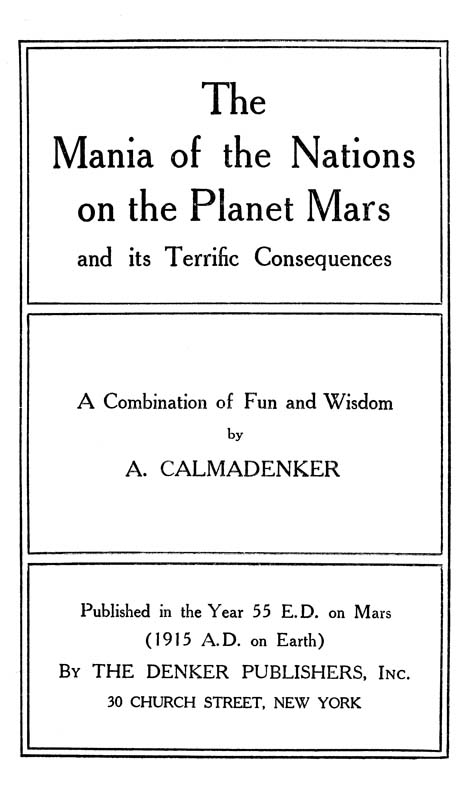 The
Mania of the Nations
on the Planet Mars
and its Terrific Consequences
A Combination of Fun and Wisdom
by
A. CALMADENKER
Published in the Year 55 E.D. on Mars
(1915 A.D. on Earth)
By THE DENKER PUBLISHERS, Inc.
30 CHURCH STREET, NEW YORK